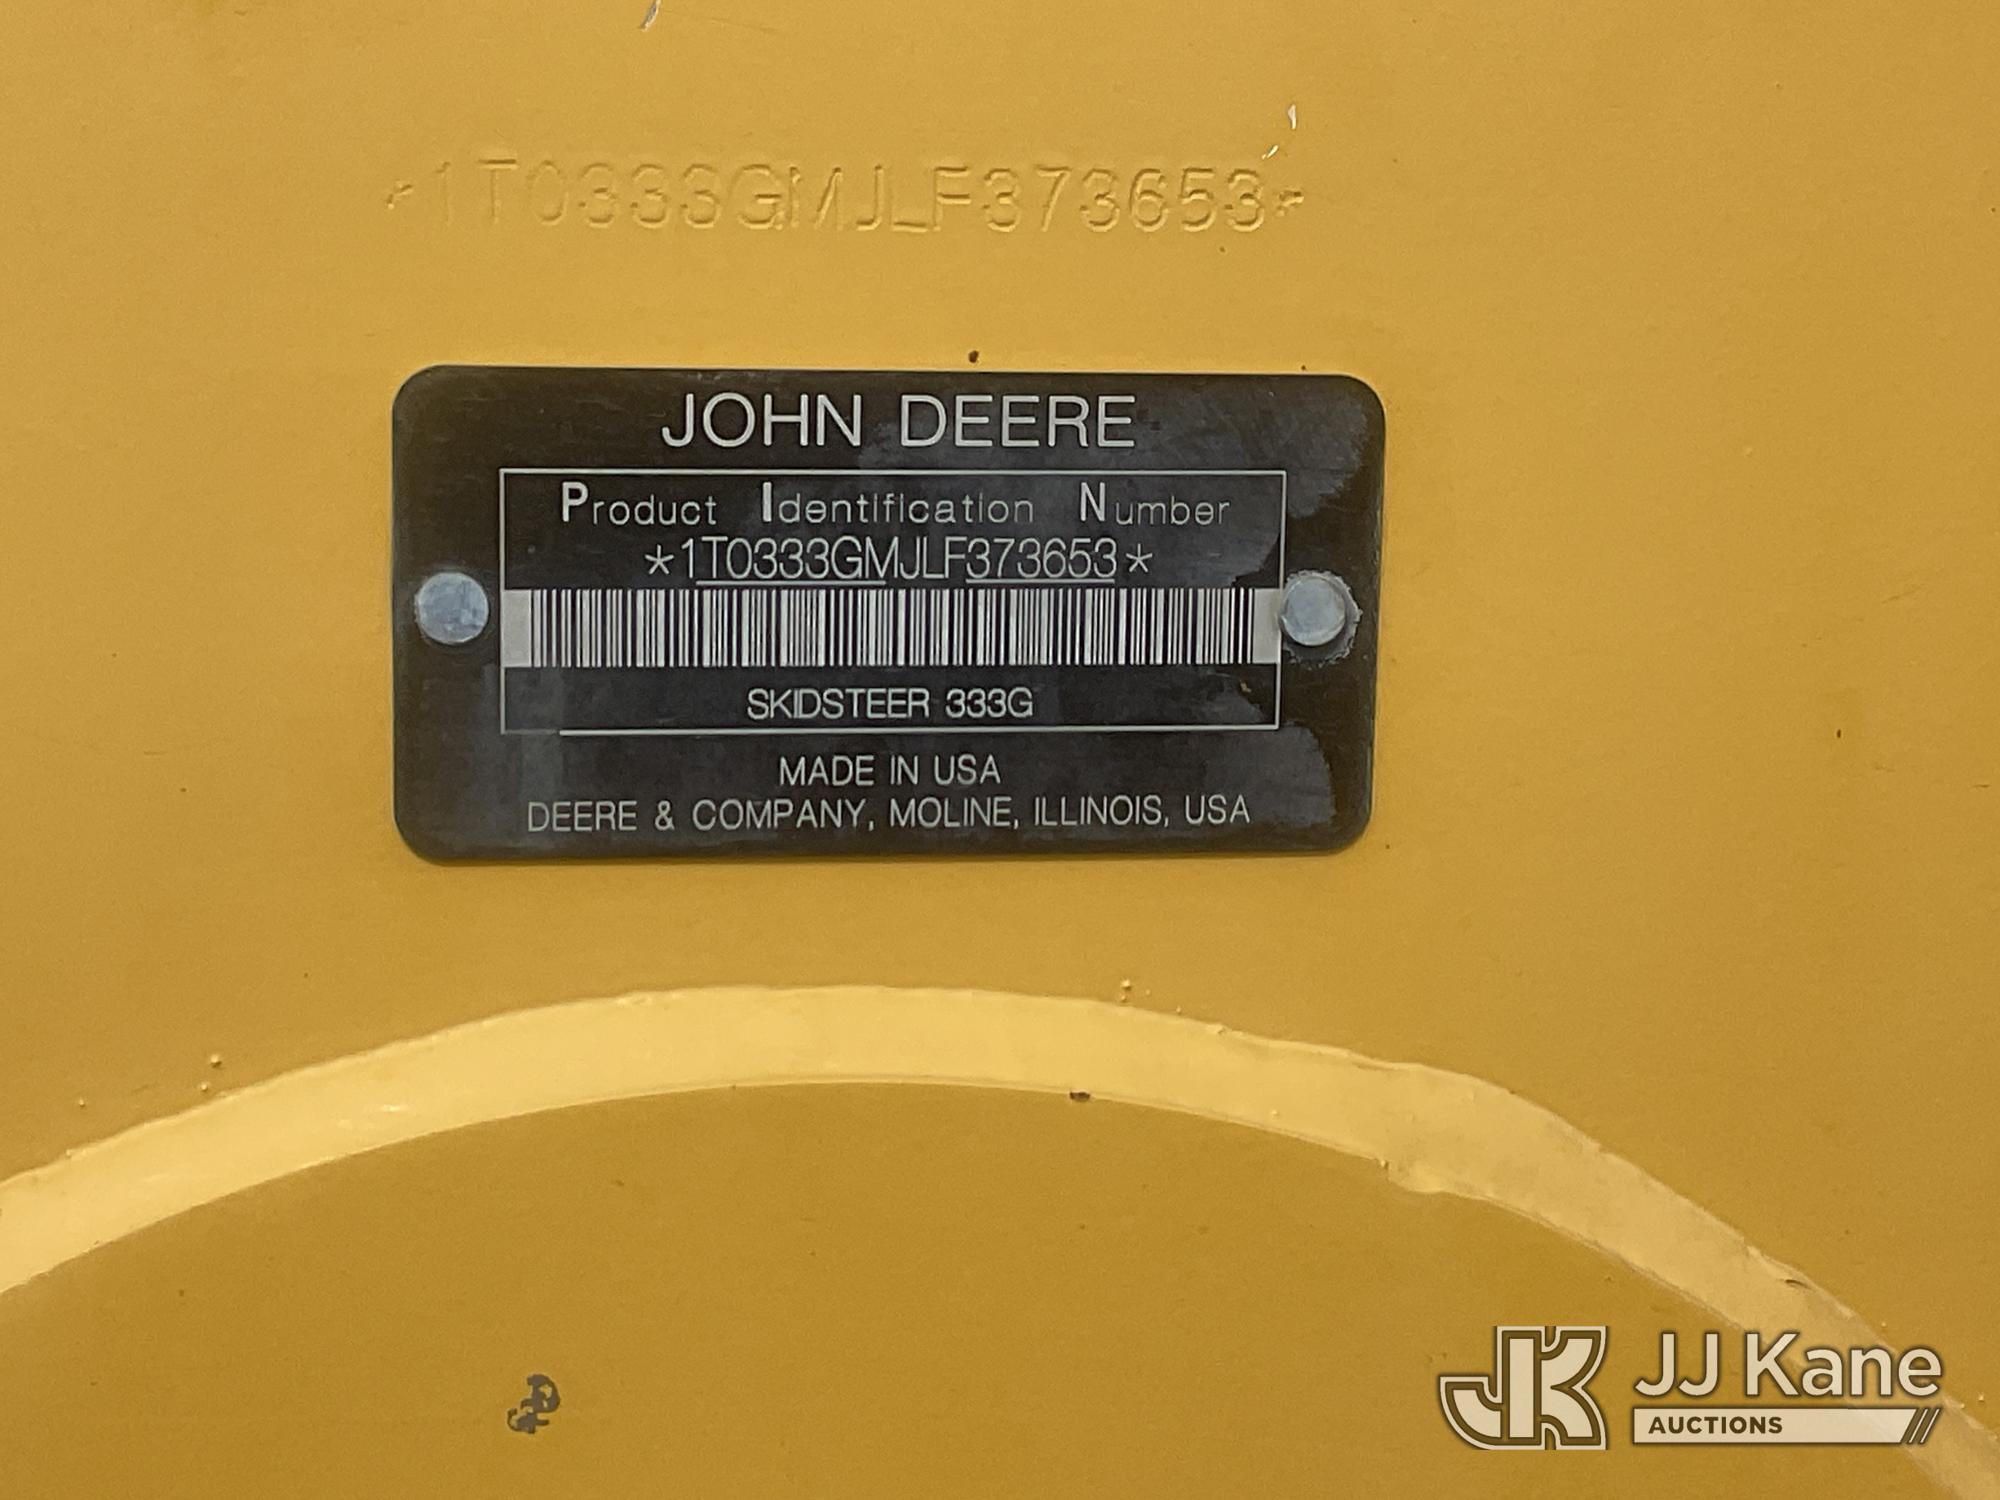 *1T0333GMJLF373653*
JOHN DEERE
Product Identification Number
*1T0333GMJLF373653*
SKIDSTEER 333G
MADE IN USA
DEERE & COMPANY, MOLINE, ILLINOIS, USA
JK JJ Kane
AUCTIONS